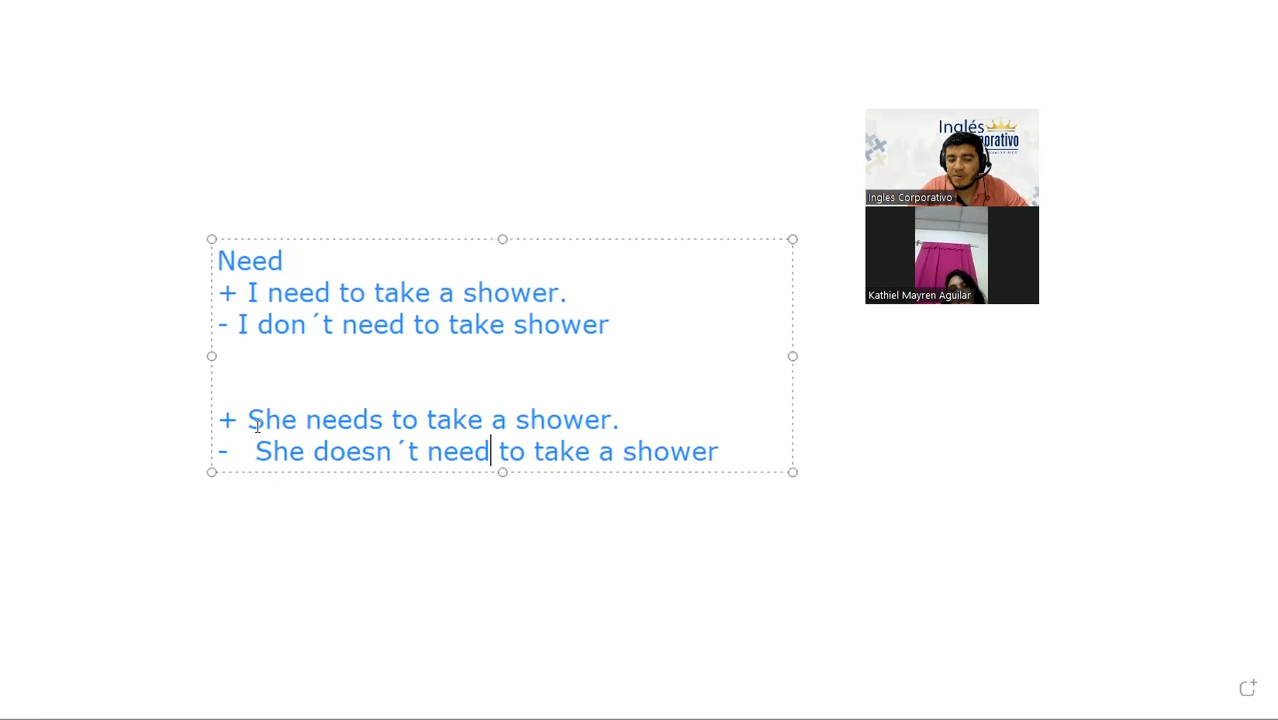 Need
+ I need to take a shower.
- I don´t need to take shower
+ She needs to take a shower.
- She doesn´t need to take a shower
Inglés
Corporativo
Ingles Corporativo
Kathiel Mayren Aguilar